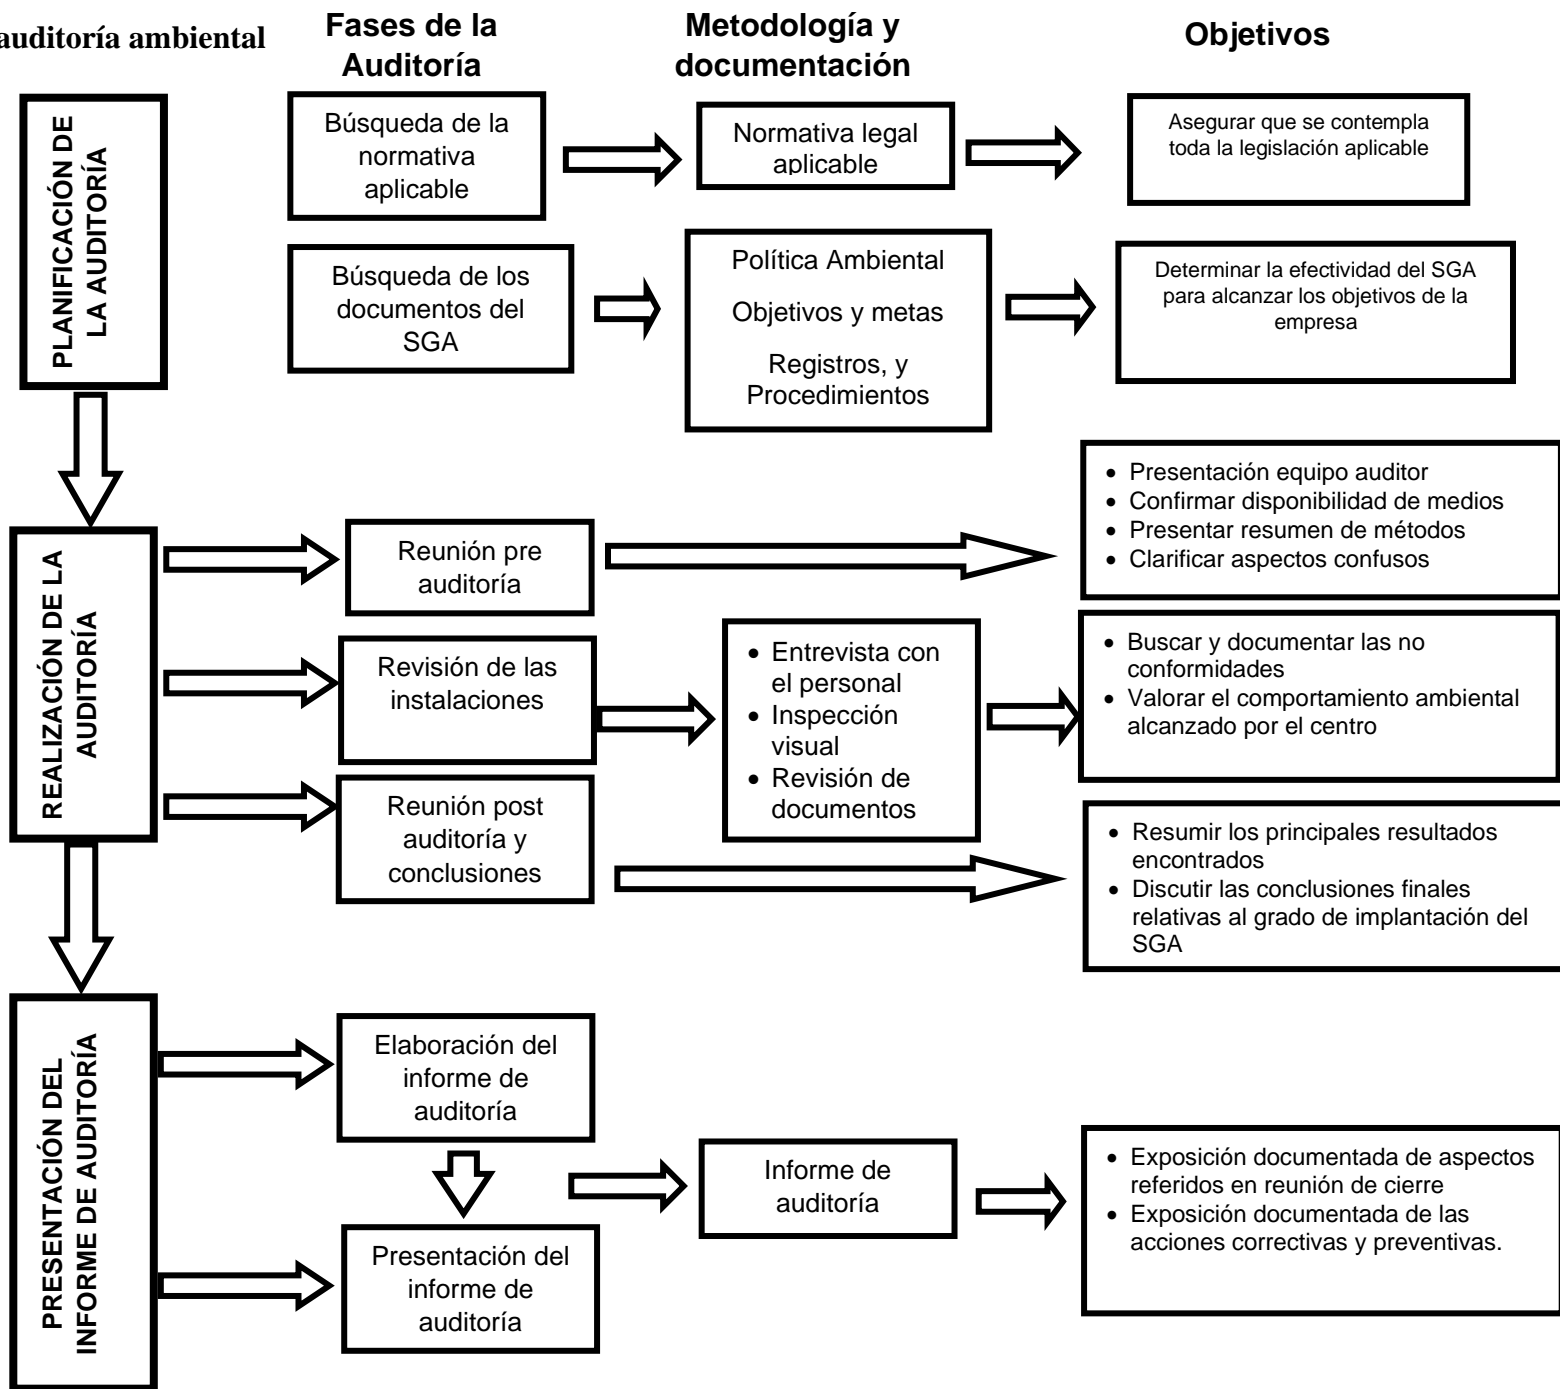 auditoría ambiental
Fases de la
Auditoría
Metodología y
documentación
Objetivos
PLANIFICACIÓN DE
LA AUDITORÍA
Búsqueda de la
normativa
aplicable
Normativa legal
aplicable
Asegurar que se contempla
toda la legislación aplicable
Búsqueda de los
documentos del
SGA
Política Ambiental
Objetivos y metas
Registros, y
Procedimientos
Determinar la efectividad del SGA
para alcanzar los objetivos de la
empresa
REALIZACIÓN DE LA
AUDITORÍA
Reunión pre
auditoría
• Presentación equipo auditor
• Confirmar disponibilidad de medios
• Presentar resumen de métodos
• Clarificar aspectos confusos
Revisión de las
instalaciones
• Entrevista con
el personal
• Inspección
visual
• Revisión de
documentos
• Buscar y documentar las no
conformidades
• Valorar el comportamiento ambiental
alcanzado por el centro
Reunión post
auditoría y
conclusiones
• Resumir los principales resultados
encontrados
• Discutir las conclusiones finales
relativas al grado de implantación del
SGA
PRESENTACIÓN DEL
INFORME DE AUDITORÍA
Elaboración del
informe de
auditoría
Presentación del
informe de
auditoría
Informe de
auditoría
• Exposición documentada de aspectos
referidos en reunión de cierre
• Exposición documentada de las
acciones correctivas y preventivas.